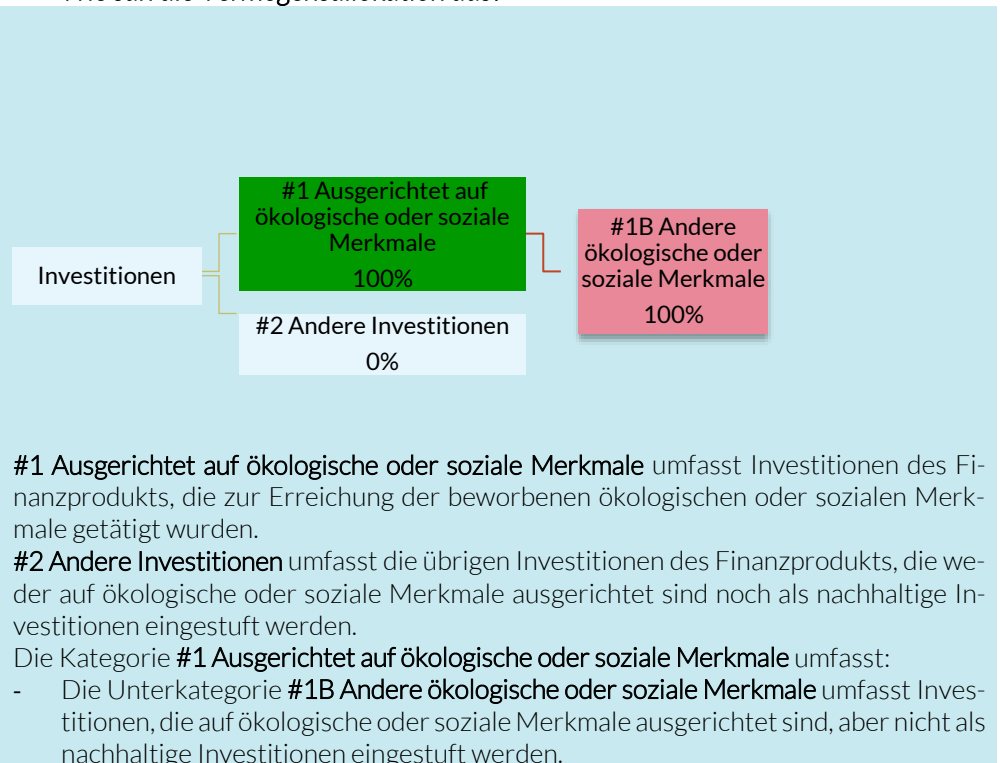 #1 Ausgerichtet auf
ökologische oder soziale
Merkmale
100%
#1B Andere
ökologische oder
soziale Merkmale
100%
Investitionen
#2 Andere Investitionen
0%
#1 Ausgerichtet auf ökologische oder soziale Merkmale umfasst Investitionen des Fi-
nanzprodukts, die zur Erreichung der beworbenen ökologischen oder sozialen Merk-
male getätigt wurden.
#2 Andere Investitionen umfasst die übrigen Investitionen des Finanzprodukts, die we-
der auf ökologische oder soziale Merkmale ausgerichtet sind noch als nachhaltige In-
vestitionen eingestuft werden.
Die Kategorie #1 Ausgerichtet auf ökologische oder soziale Merkmale umfasst:
- Die Unterkategorie #1B Andere ökologische oder soziale Merkmale umfasst Inves-
titionen, die auf ökologische oder soziale Merkmale ausgerichtet sind, aber nicht als
nachhaltige Investitionen eingestuft werden.